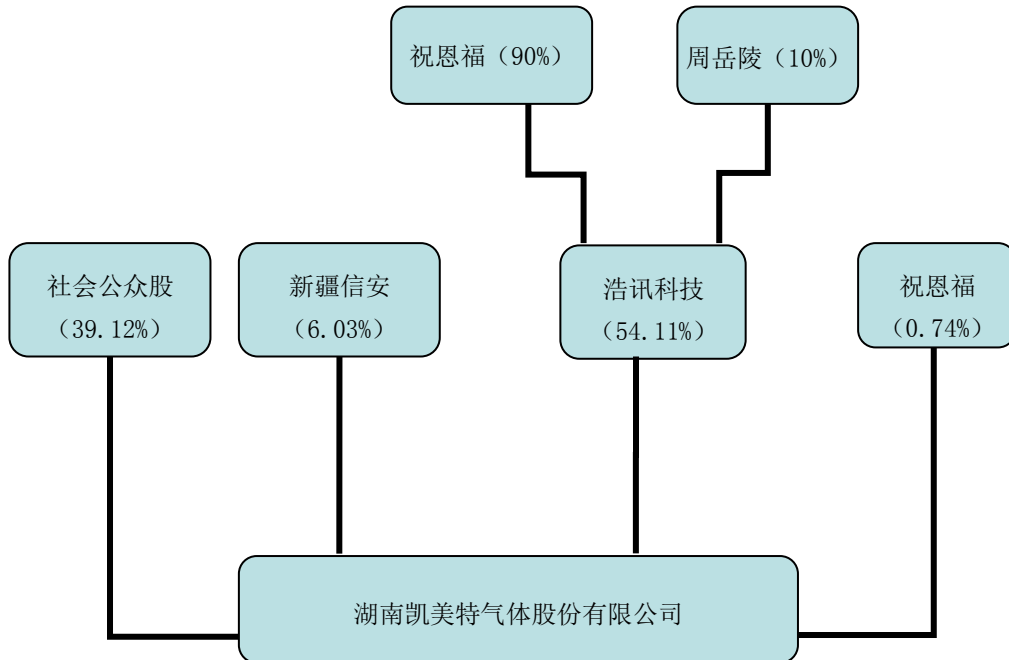 祝恩福（90%）
周岳陵（10%）
社会公众股
（39.12%）
新疆信安
（6.03%）
浩讯科技
（54.11%）
祝恩福
（0.74%）
湖南凯美特气体股份有限公司